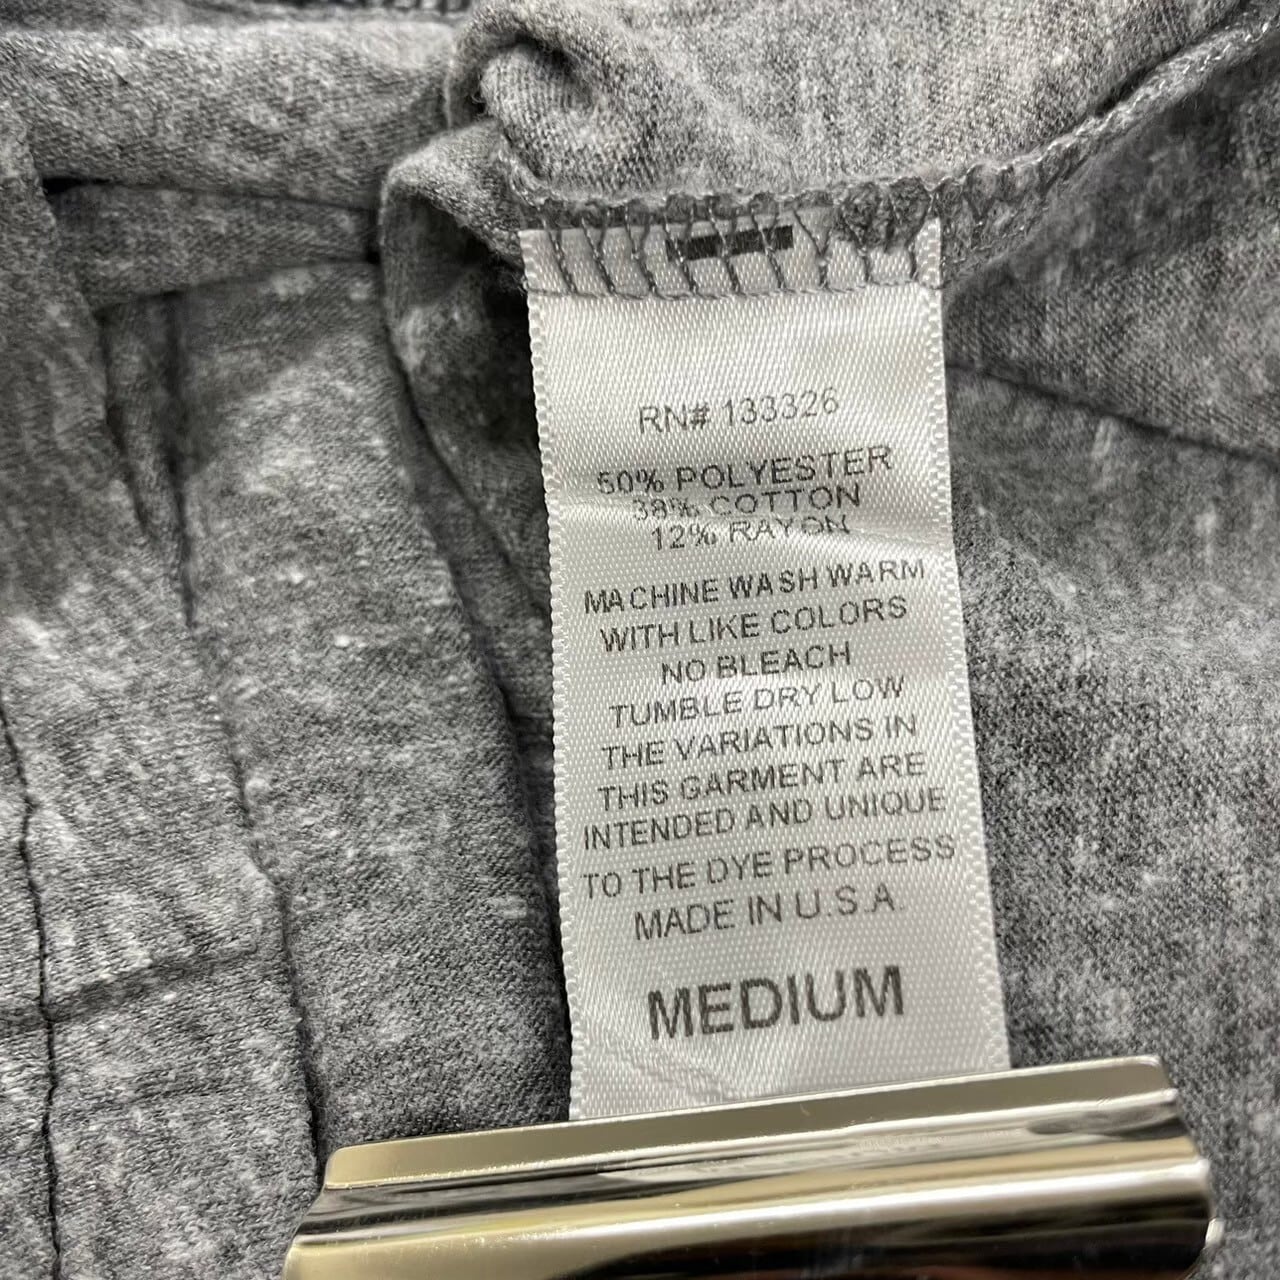 RN# 133326
50% POLYESTER
38% COTTON
12% RAYON
MACHINE WASH WARM
WITH LIKE COLORS
NO BLEACH
TUMBLE DRY LOW
THE VARIATIONS IN
THIS GARMENT ARE
INTENDED AND UNIQUE
TO THE DYE PROCESS
MADE IN U.S.A.
MEDIUM